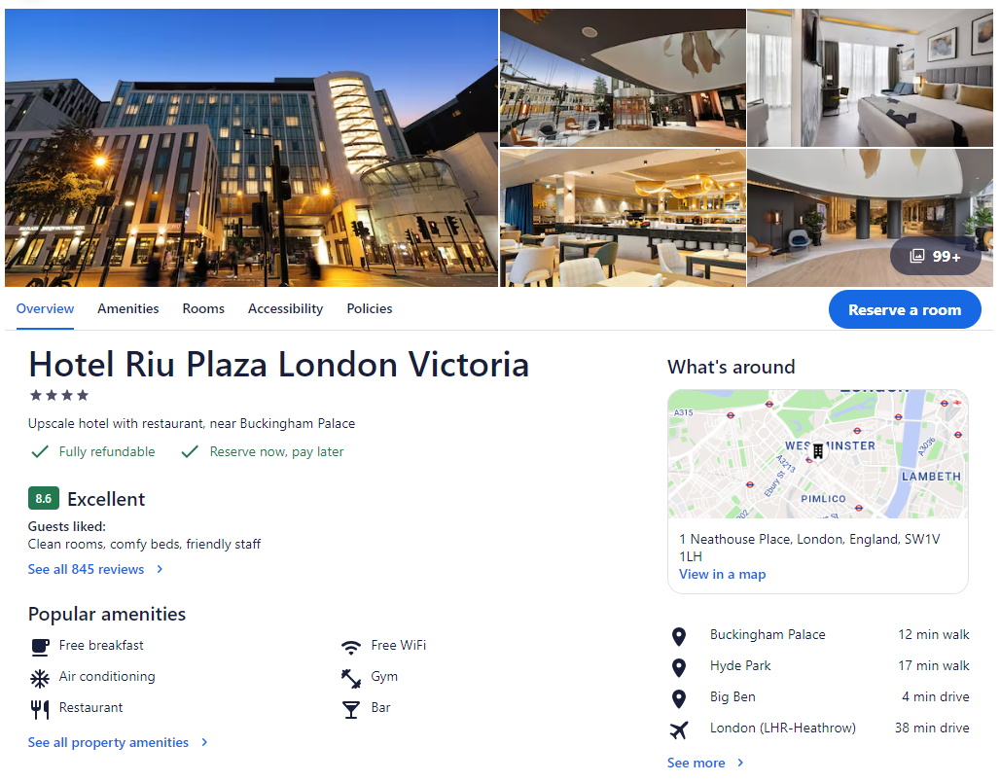 99+
Overview
Amenities
Rooms
Accessibility
Policies
Reserve a room
Hotel Riu Plaza London Victoria
Upscale hotel with restaurant, near Buckingham Palace
Fully refundable
Reserve now, pay later
8.6 Excellent
Guests liked:
Clean rooms, comfy beds, friendly staff
See all 845 reviews
Popular amenities
Free breakfast
Free WiFi
Air conditioning
Gym
Restaurant
Bar
See all property amenities
What's around
London
A315
WESTMINSTER
A3213
A3036
Ebury St
LAMBETH
PIMLICO
1 Neathouse Place, London, England, SW1V
1LH
View in a map
Buckingham Palace 12 min walk
Hyde Park 17 min walk
Big Ben 4 min drive
London (LHR-Heathrow) 38 min drive
See more